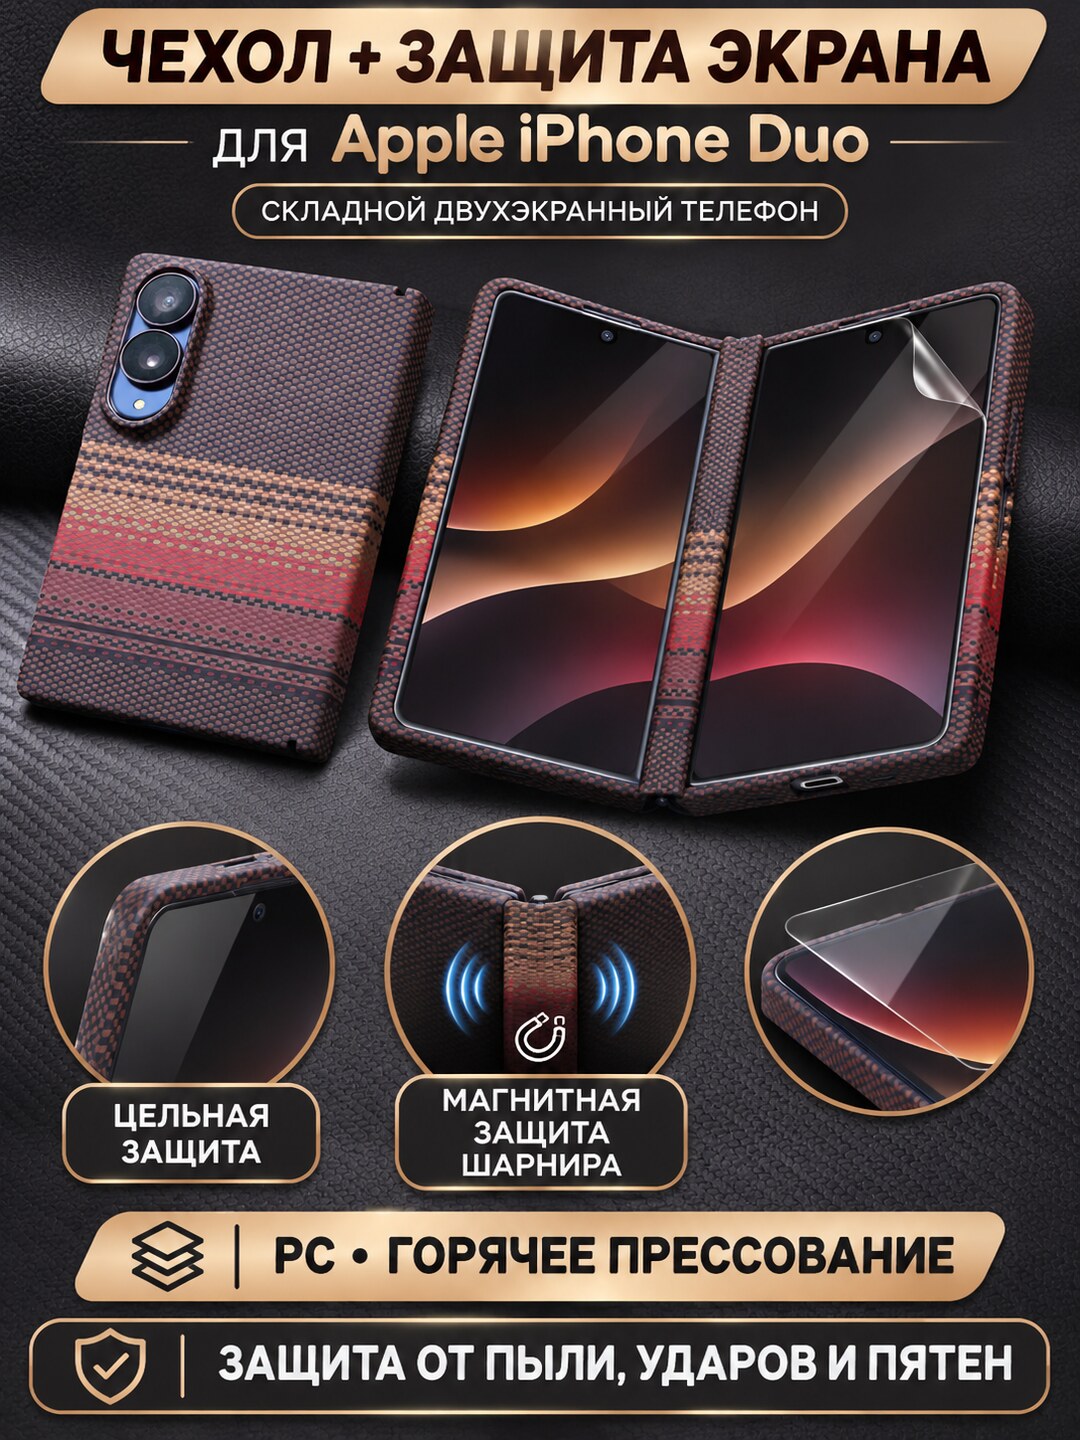 ЧЕХОЛ + ЗАЩИТА ЭКРАНА
для Apple iPhone Duo
СКЛАДНОЙ ДВУХЭКРАННЫЙ ТЕЛЕФОН
ЦЕЛЬНАЯ
ЗАЩИТА
МАГНИТНАЯ
ЗАЩИТА
ШАРНИРА
PC • ГОРЯЧЕЕ ПРЕССОВАНИЕ
ЗАЩИТА ОТ ПЫЛИ, УДАРОВ И ПЯТЕН